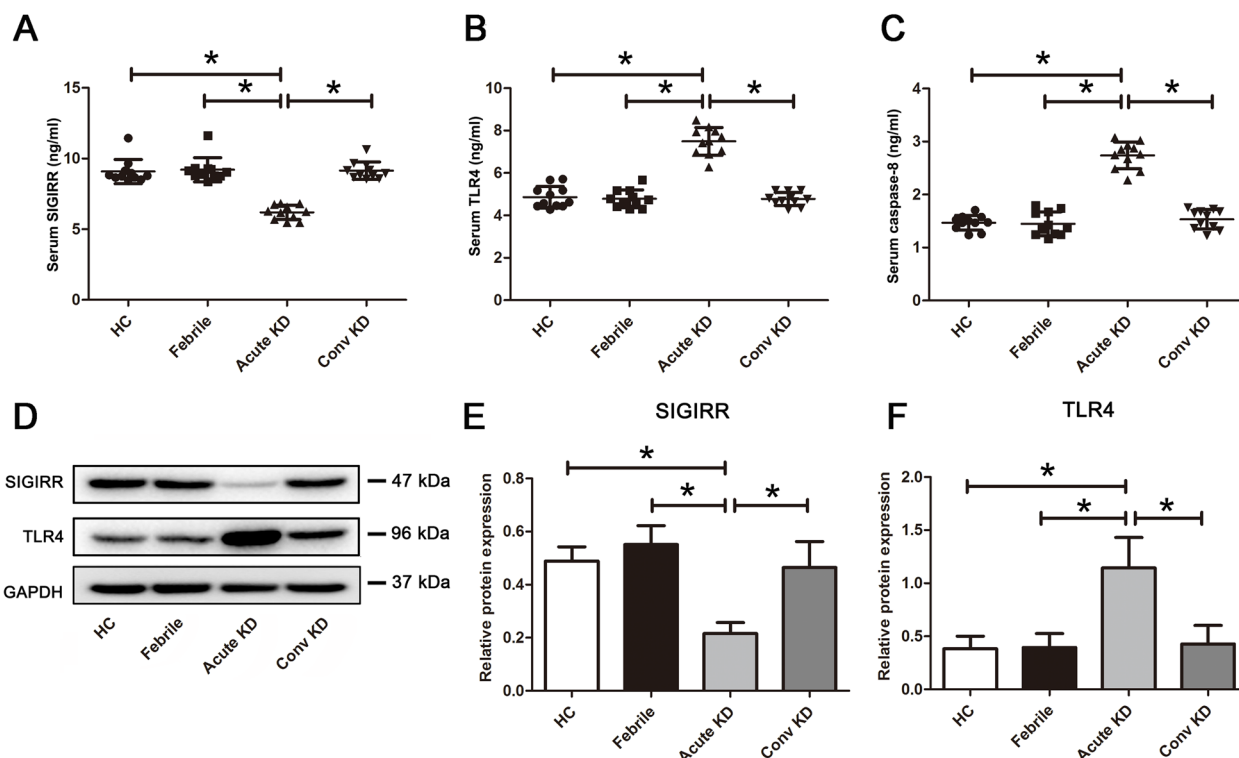 A
*
* *
Serum SIGIRR (ng/ml)
15
10
5
0
HC
Febrile
Acute KD
Conv KD
B
*
* *
Serum TLR4 (ng/ml)
10
8
6
4
2
0
HC
Febrile
Acute KD
Conv KD
C
*
* *
Serum caspase-8 (ng/ml)
4
3
2
1
0
HC
Febrile
Acute KD
Conv KD
D
SIGIRR 47 kDa
TLR4 96 kDa
GAPDH 37 kDa
HC
Febrile
Acute KD
Conv KD
E
SIGIRR
*
* *
Relative protein expression
0.8
0.6
0.4
0.2
0.0
HC
Febrile
Acute KD
Conv KD
F
TLR4
*
* *
Relative protein expression
2.0
1.5
1.0
0.5
0.0
HC
Febrile
Acute KD
Conv KD